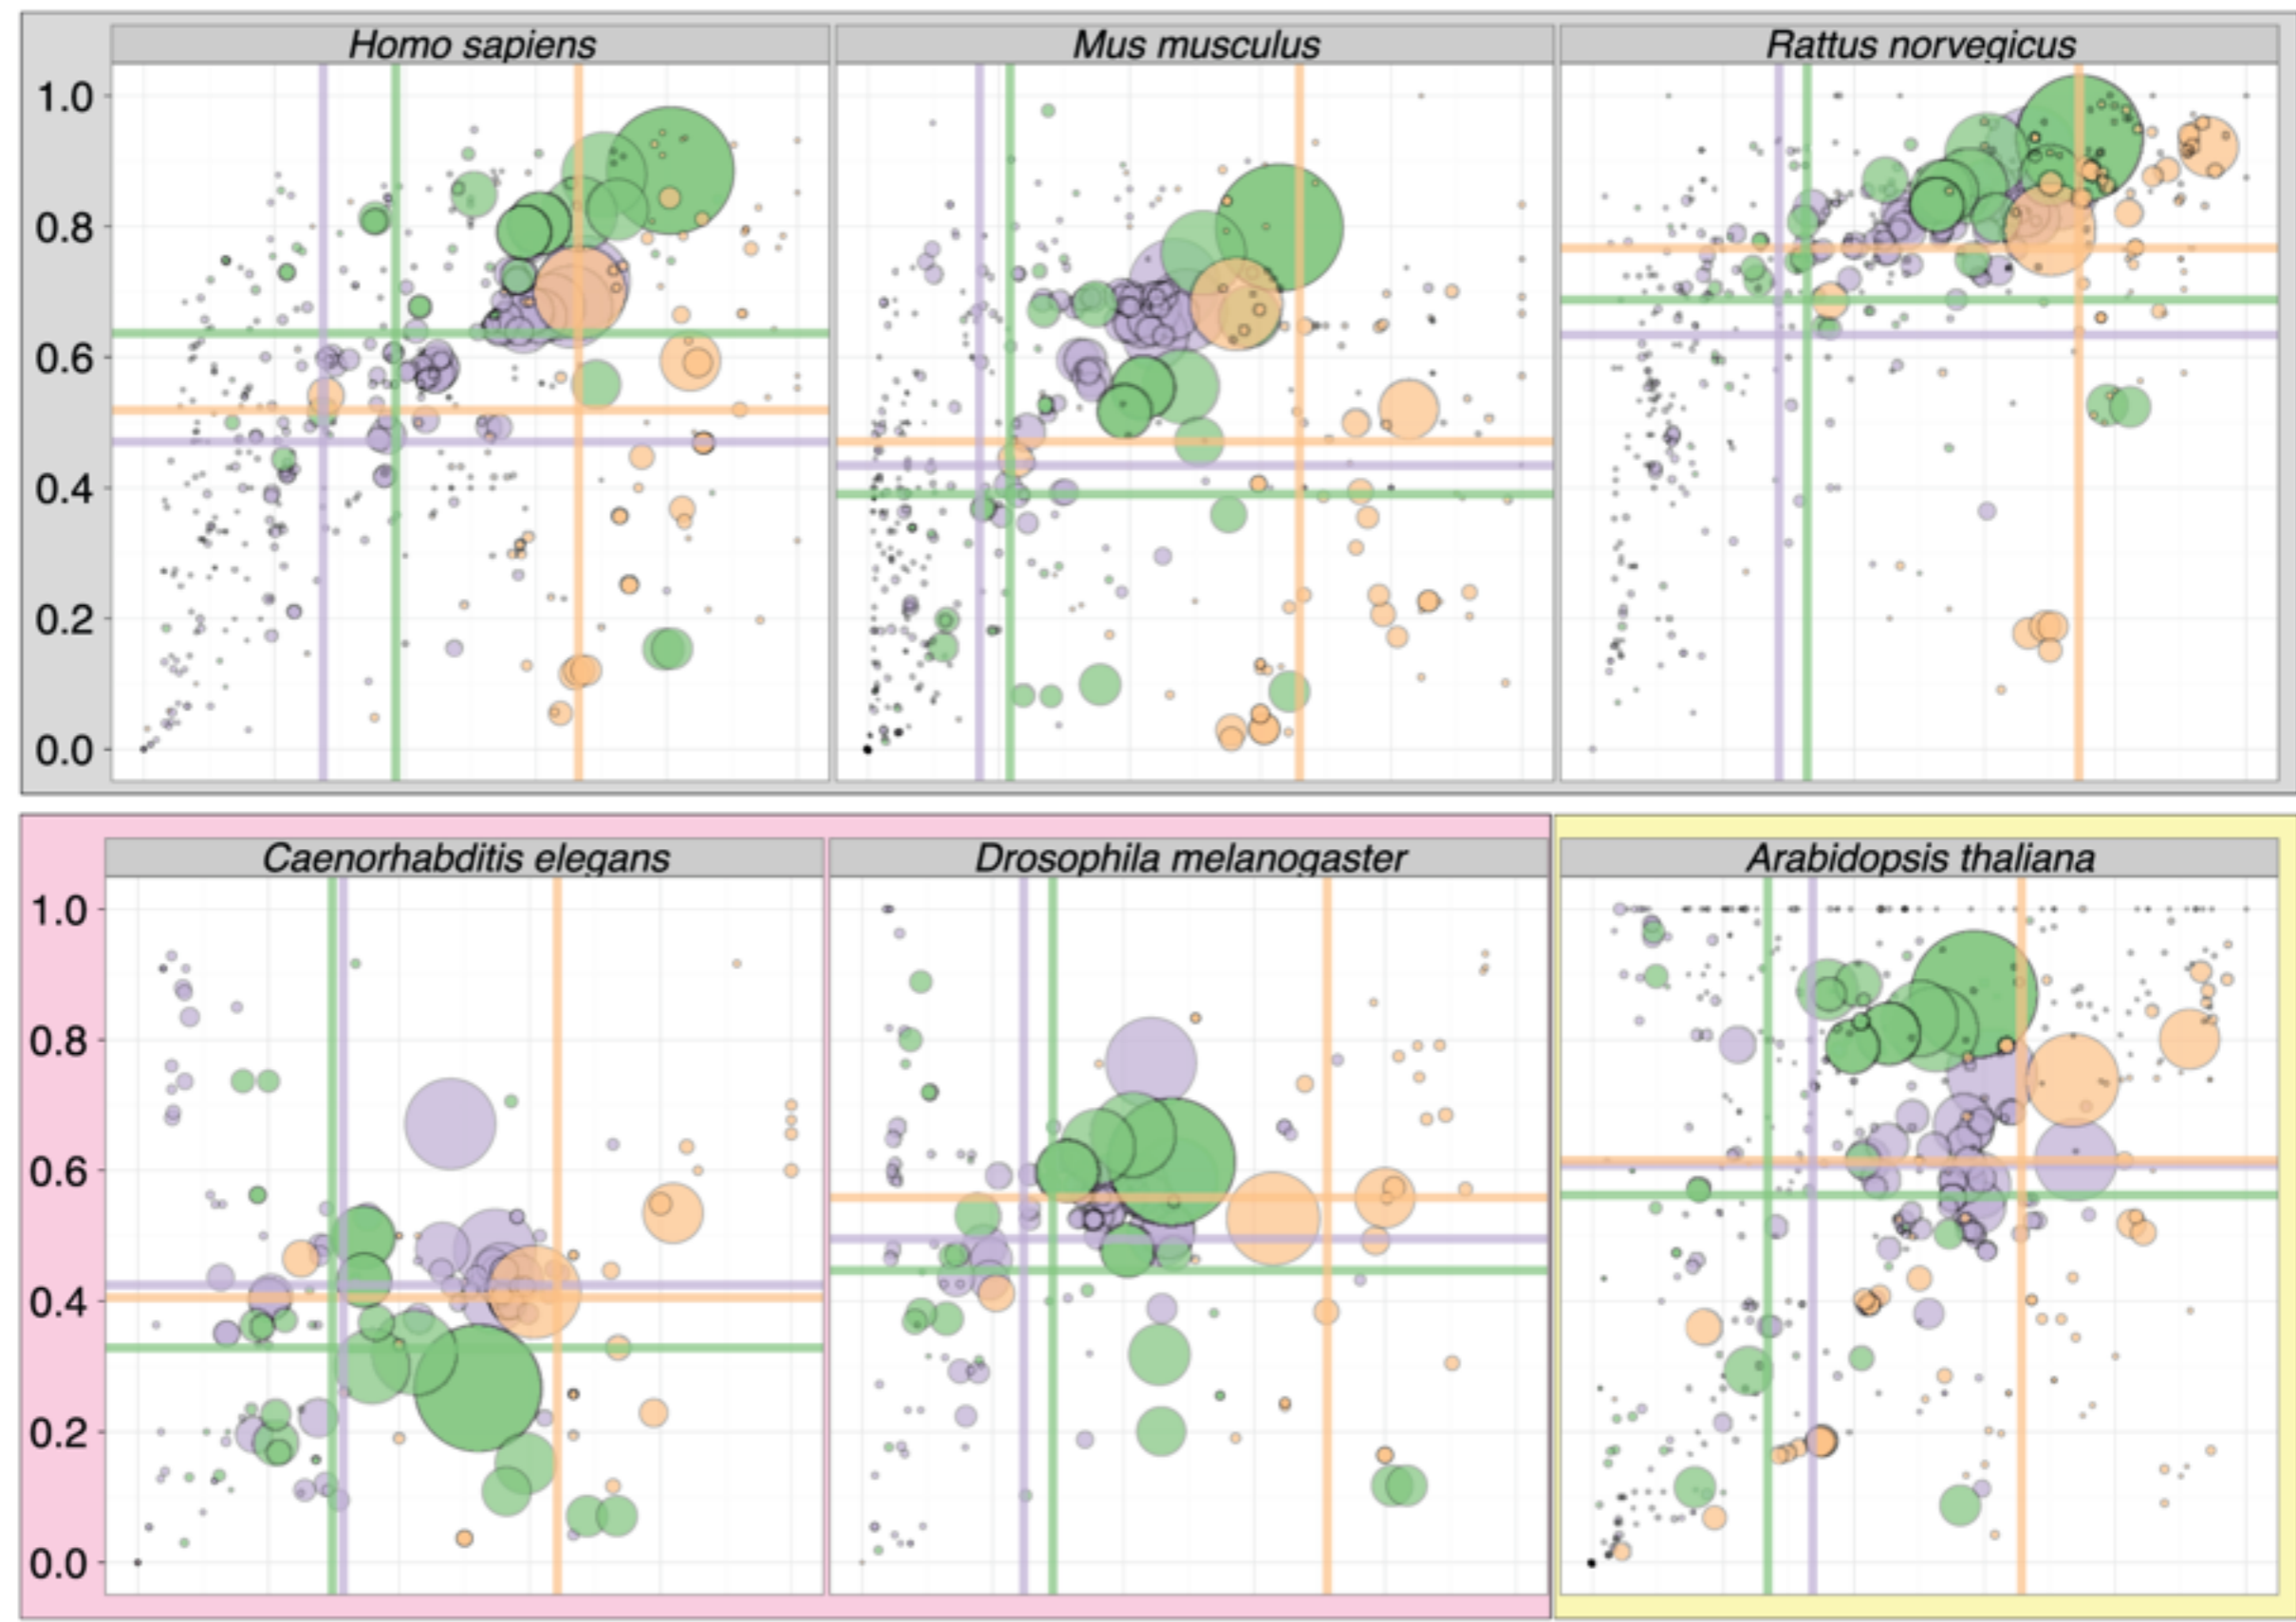 Homo sapiens
Mus musculus
Rattus norvegicus
1.0
0.8
0.6
0.4
0.2
0.0
Caenorhabditis elegans
Drosophila melanogaster
Arabidopsis thaliana
1.0
0.8
0.6
0.4
0.2
0.0